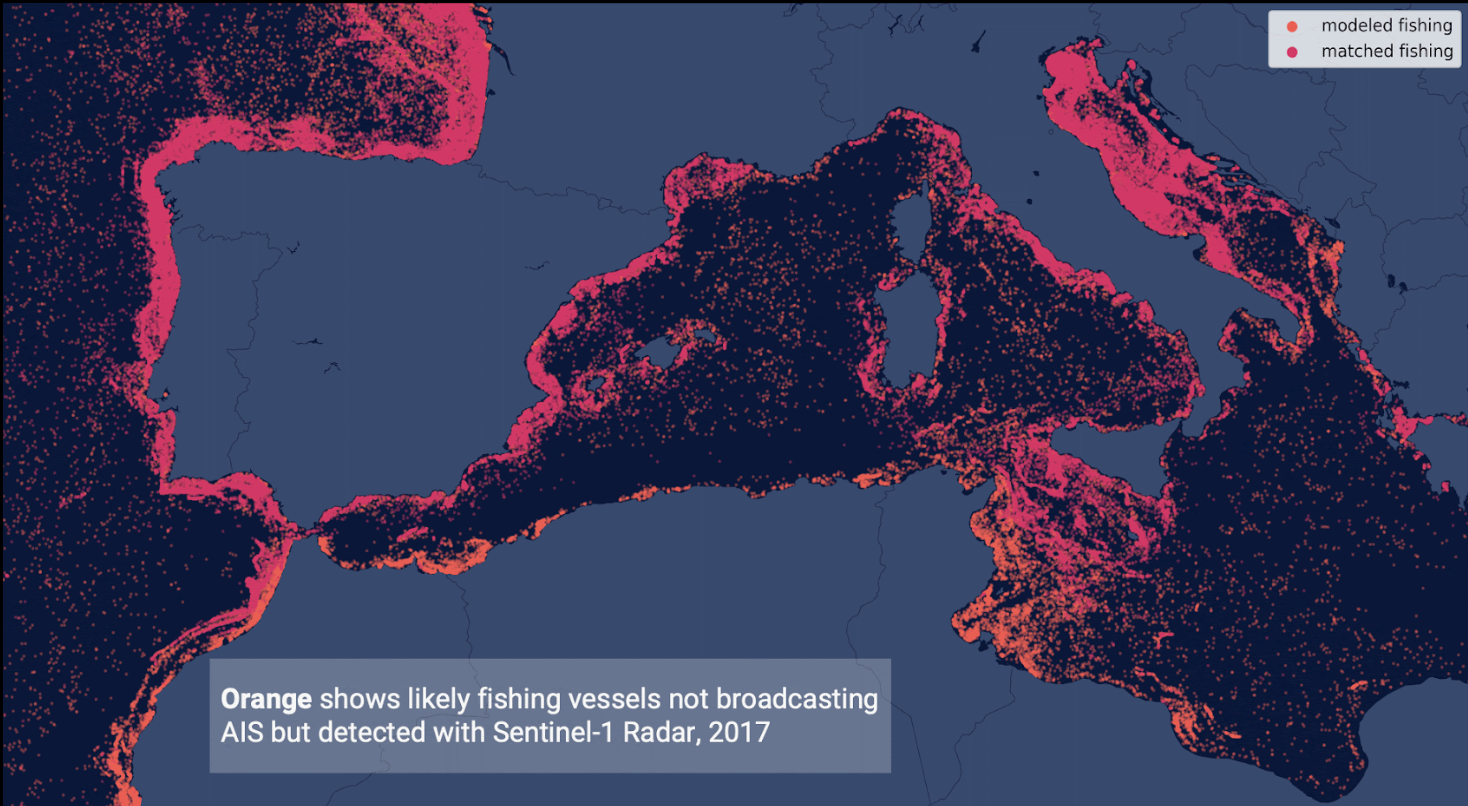 modeled fishing
matched fishing
Orange shows likely fishing vessels not broadcasting
AIS but detected with Sentinel-1 Radar, 2017